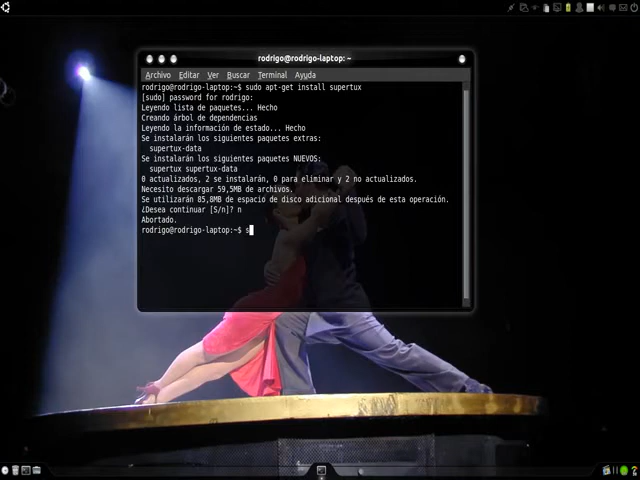 rodrigo@rodrigo-laptop: ~
Archivo Editar Ver Buscar Terminal Ayuda
rodrigo@rodrigo-laptop:~$ sudo apt-get install supertux
[sudo] password for rodrigo:
Leyendo lista de paquetes... Hecho
Creando árbol de dependencias
Leyendo la información de estado... Hecho
Se instalarán los siguientes paquetes extras:
supertux-data
Se instalarán los siguientes paquetes NUEVOS:
supertux supertux-data
0 actualizados, 2 se instalarán, 0 para eliminar y 2 no actualizados.
Necesito descargar 59,5MB de archivos.
Se utilizarán 85,8MB de espacio de disco adicional después de esta operación.
¿Desea continuar [S/n]? n
Abortado.
rodrigo@rodrigo-laptop:~$ s